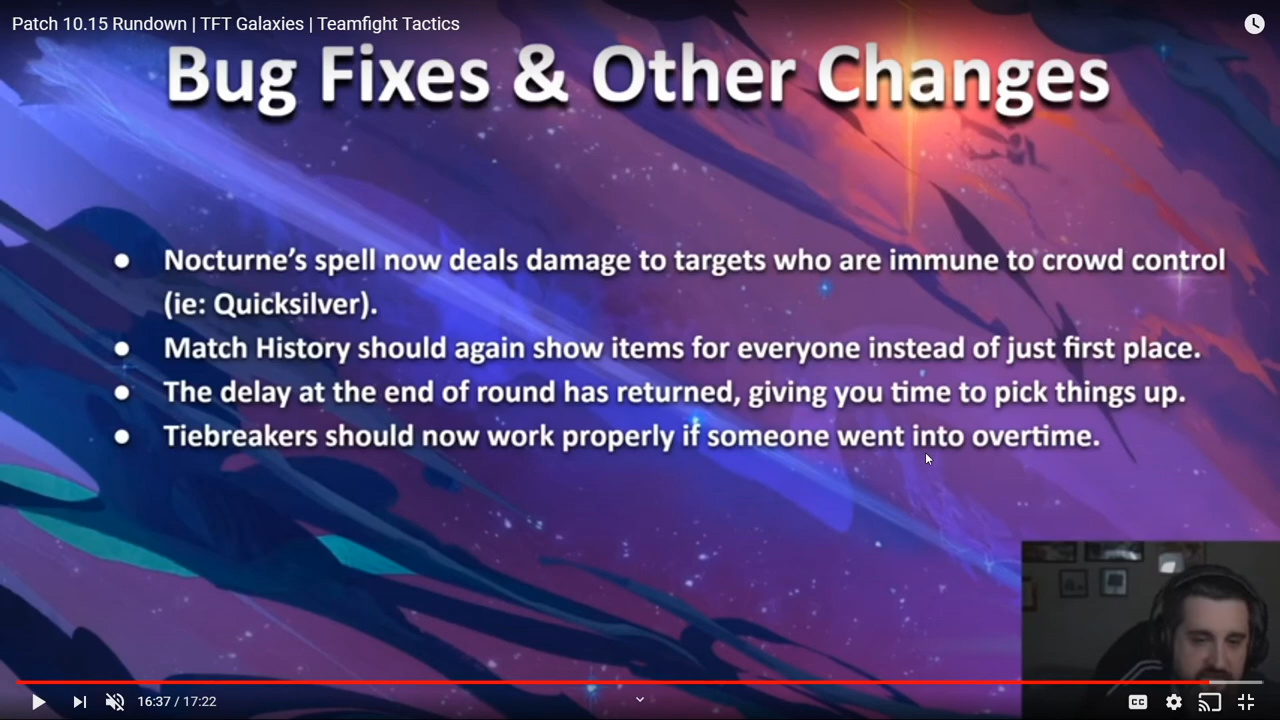 Patch 10.15 Rundown | TFT Galaxies | Teamfight Tactics
Bug Fixes & Other Changes
● Nocturne’s spell now deals damage to targets who are immune to crowd control
(ie: Quicksilver).
● Match History should again show items for everyone instead of just first place.
● The delay at the end of round has returned, giving you time to pick things up.
● Tiebreakers should now work properly if someone went into overtime.
16:37 / 17:22
CC